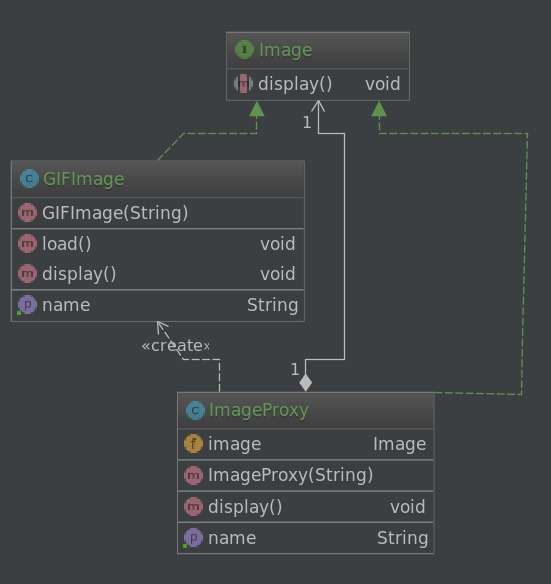 I Image
m display() void
1
C GIFImage
m GIFImage(String)
m load() void
m display() void
p name String
«create»
1
C ImageProxy
f image Image
m ImageProxy(String)
m display() void
p name String